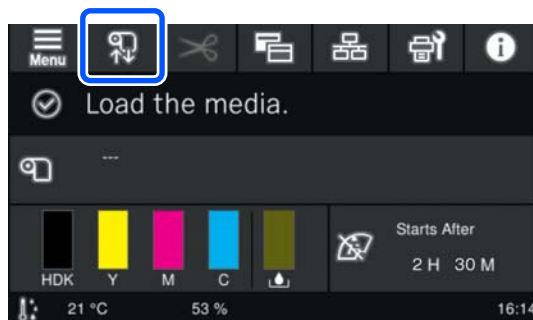 Menu
Load the media.
---
Starts After
2 H 30 M
HDK Y M C
21 °C 53 % 16:14